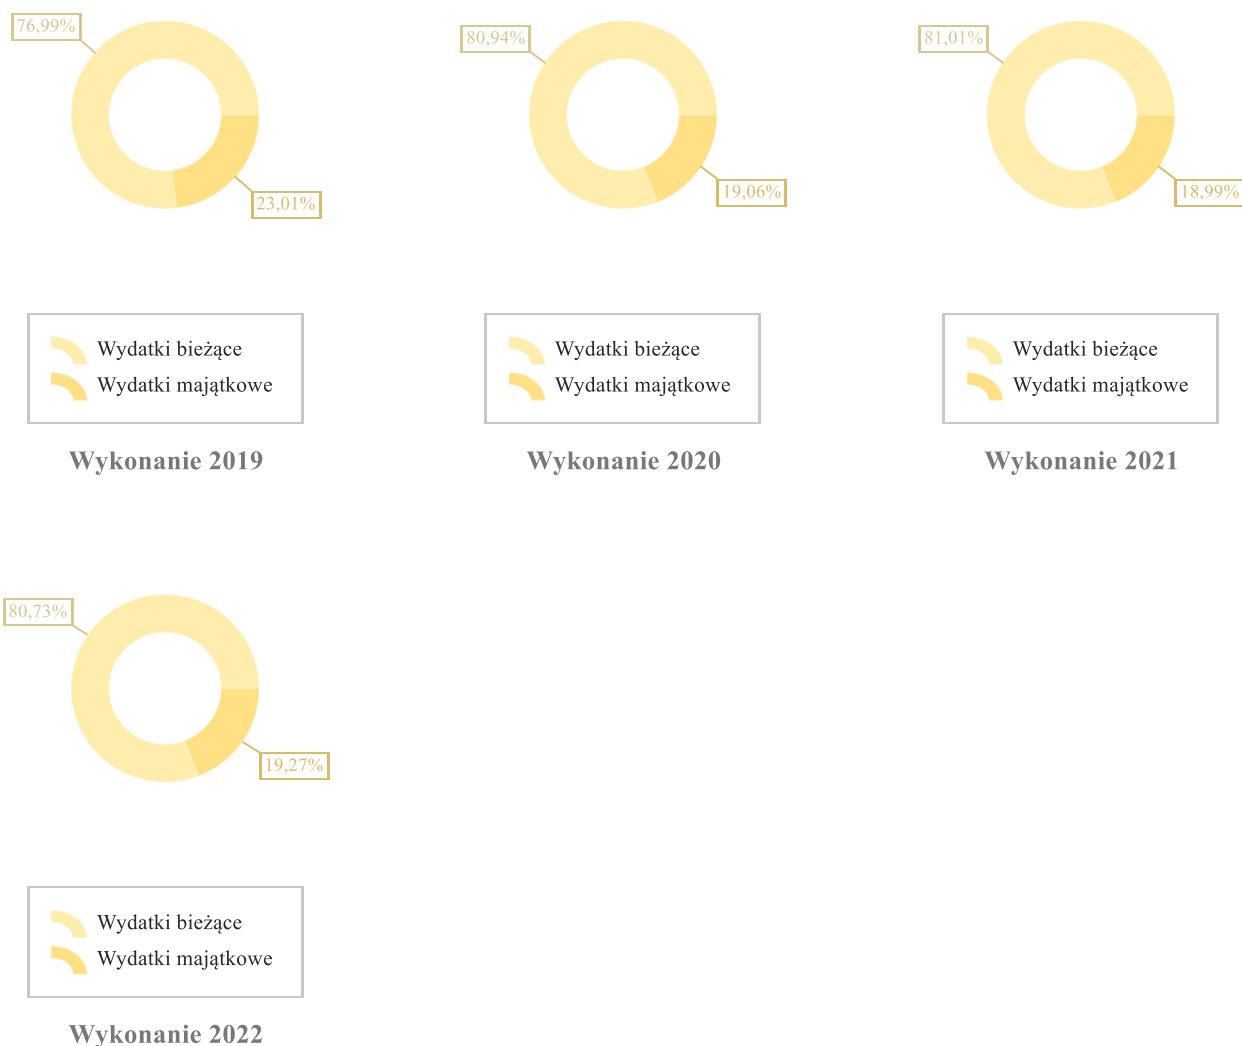 76,99%
23,01%
Wydatki bieżące
Wydatki majątkowe
Wykonanie 2019
80,94%
19,06%
Wydatki bieżące
Wydatki majątkowe
Wykonanie 2020
81,01%
18,99%
Wydatki bieżące
Wydatki majątkowe
Wykonanie 2021
80,73%
19,27%
Wydatki bieżące
Wydatki majątkowe
Wykonanie 2022